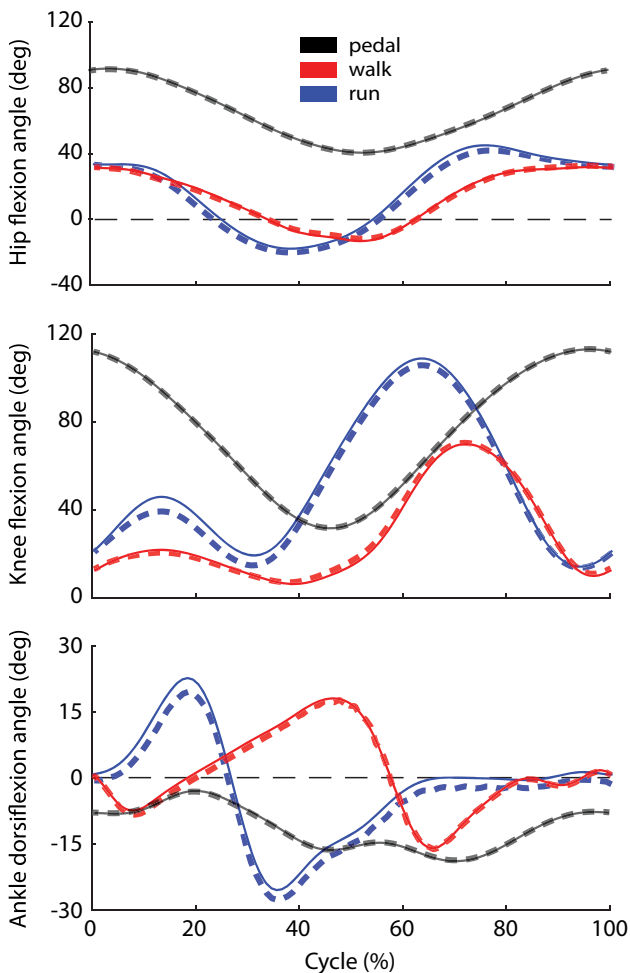 120
80
40
0
-40
Hip flexion angle (deg)
pedal
walk
run
120
80
40
0
Knee flexion angle (deg)
30
15
0
-15
-30
Ankle dorsiflexion angle (deg)
0 20 40 60 80 100
Cycle (%)